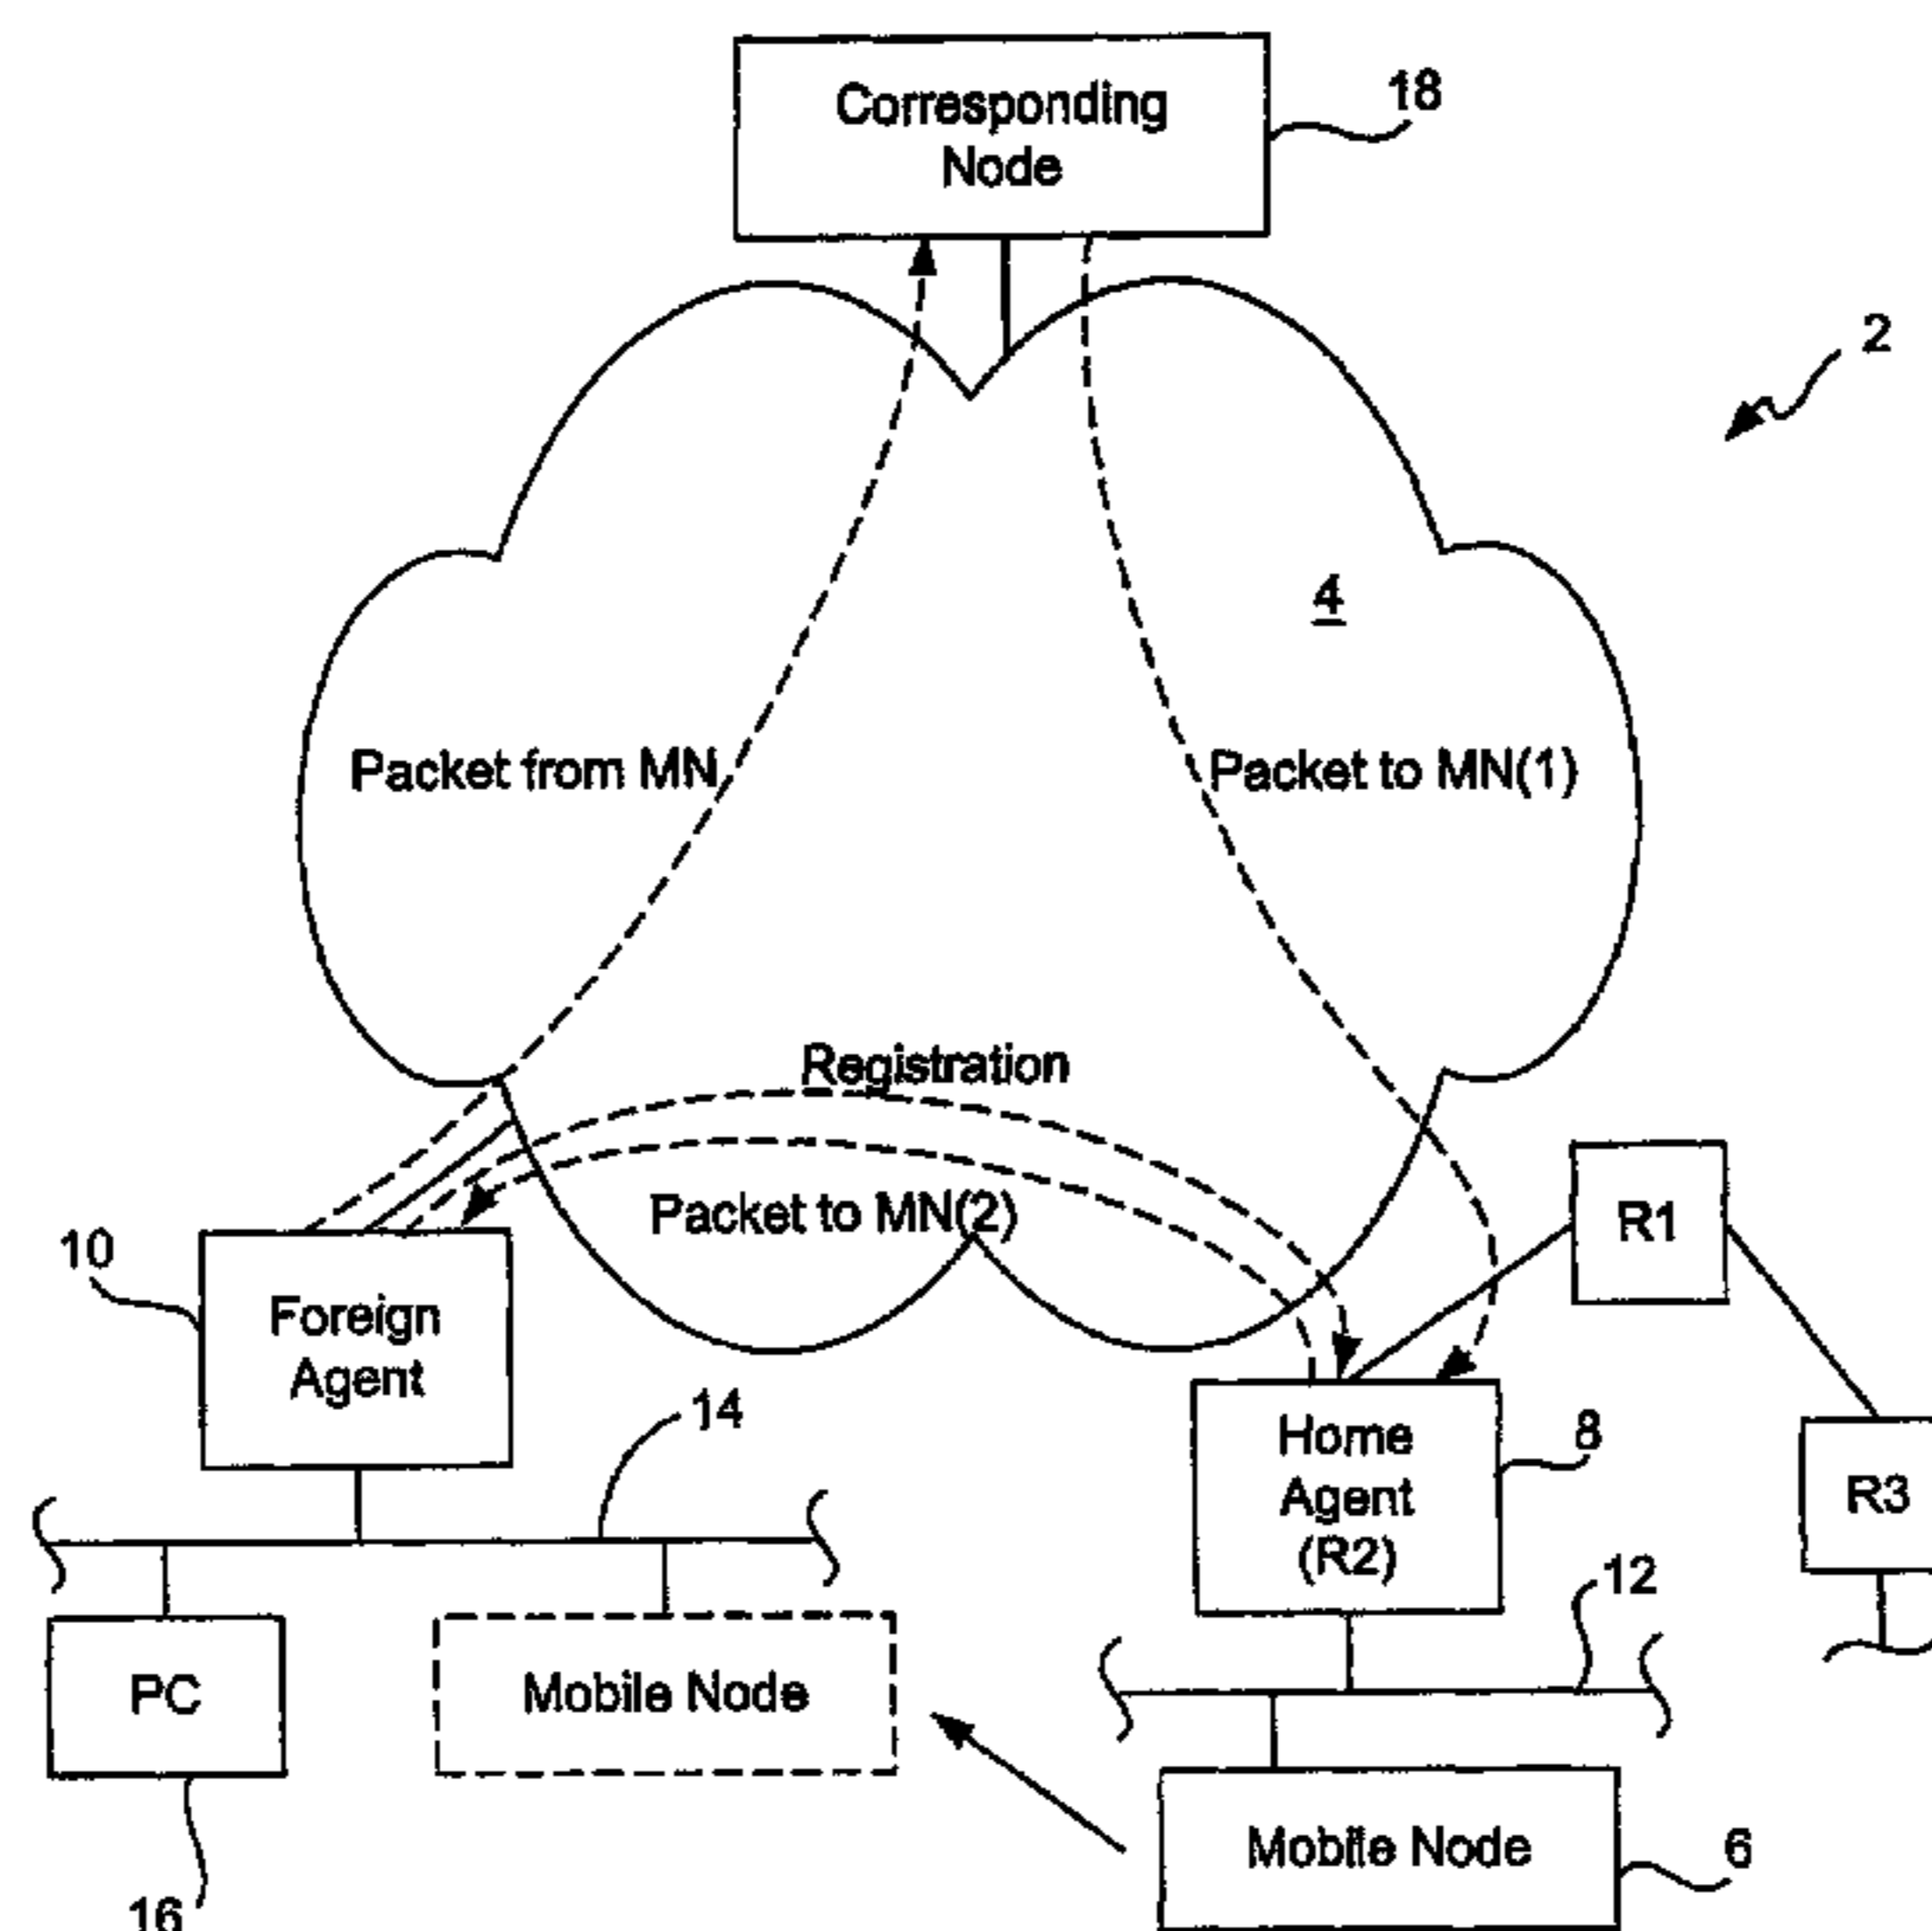 Corresponding
Node
18
2
4
Packet from MN
Packet to MN(1)
Registration
Packet to MN(2)
R1
10
Foreign
Agent
14
Home
Agent
(R2)
8
R3
12
PC
Mobile Node
Mobile Node
6
16